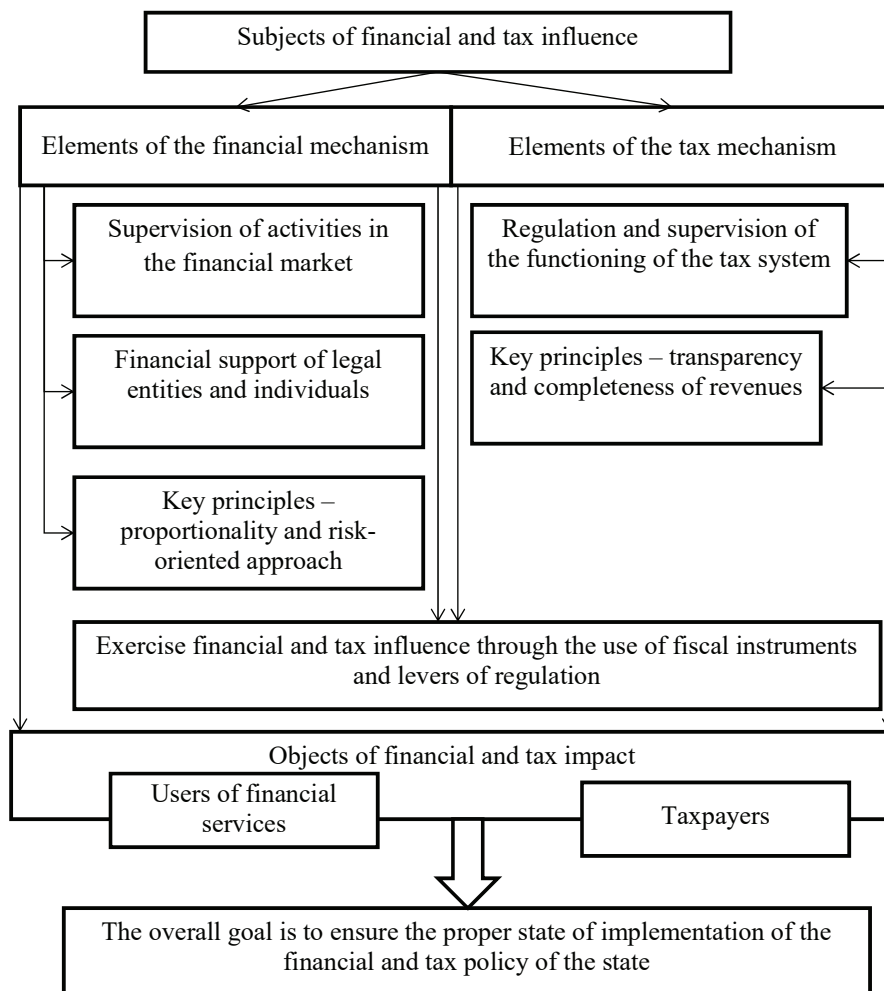 Subjects of financial and tax influence
Elements of the financial mechanism
Elements of the tax mechanism
Supervision of activities in
the financial market
Regulation and supervision of
the functioning of the tax system
Financial support of legal
entities and individuals
Key principles – transparency
and completeness of revenues
Key principles –
proportionality and risk-
oriented approach
Exercise financial and tax influence through the use of fiscal instruments
and levers of regulation
Objects of financial and tax impact
Users of financial
services
Taxpayers
The overall goal is to ensure the proper state of implementation of the
financial and tax policy of the state